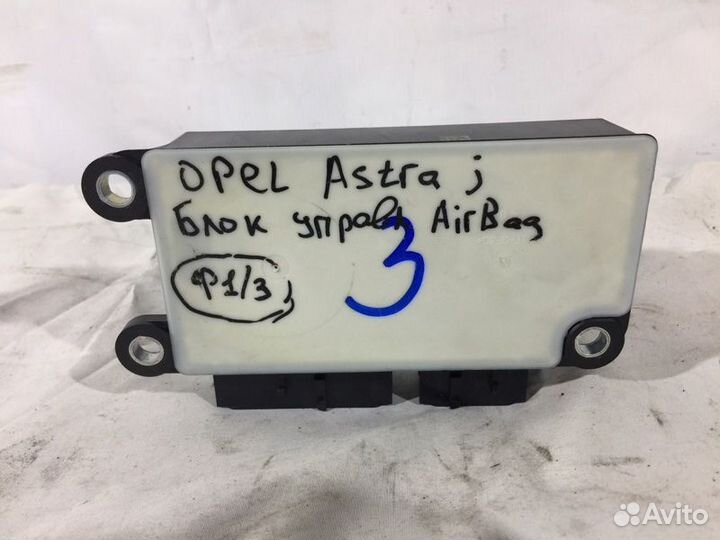 Opel Astra j
Блок управл AirBag
Ф1/3
3
Avito